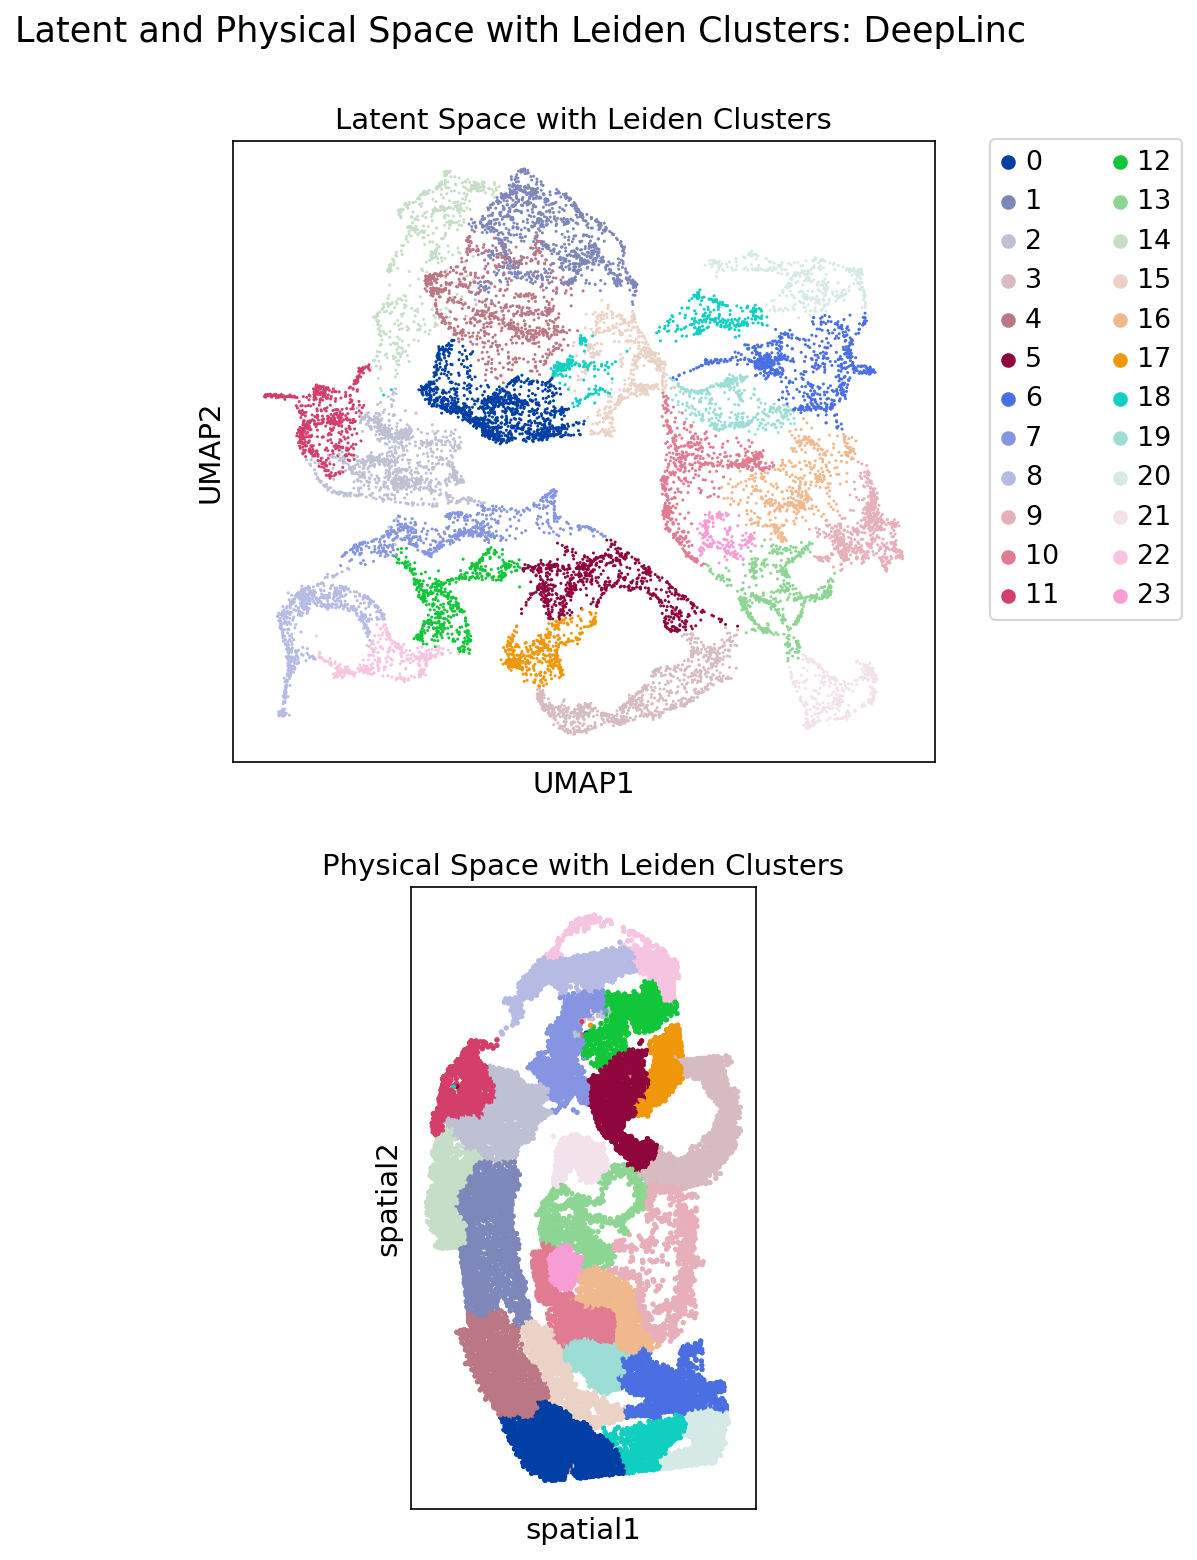 Latent and Physical Space with Leiden Clusters: DeepLinc
Latent Space with Leiden Clusters
0 12
1 13
2 14
3 15
4 16
5 17
6 18
7 19
8 20
9 21
10 22
11 23
UMAP2
UMAP1
Physical Space with Leiden Clusters
spatial2
spatial1